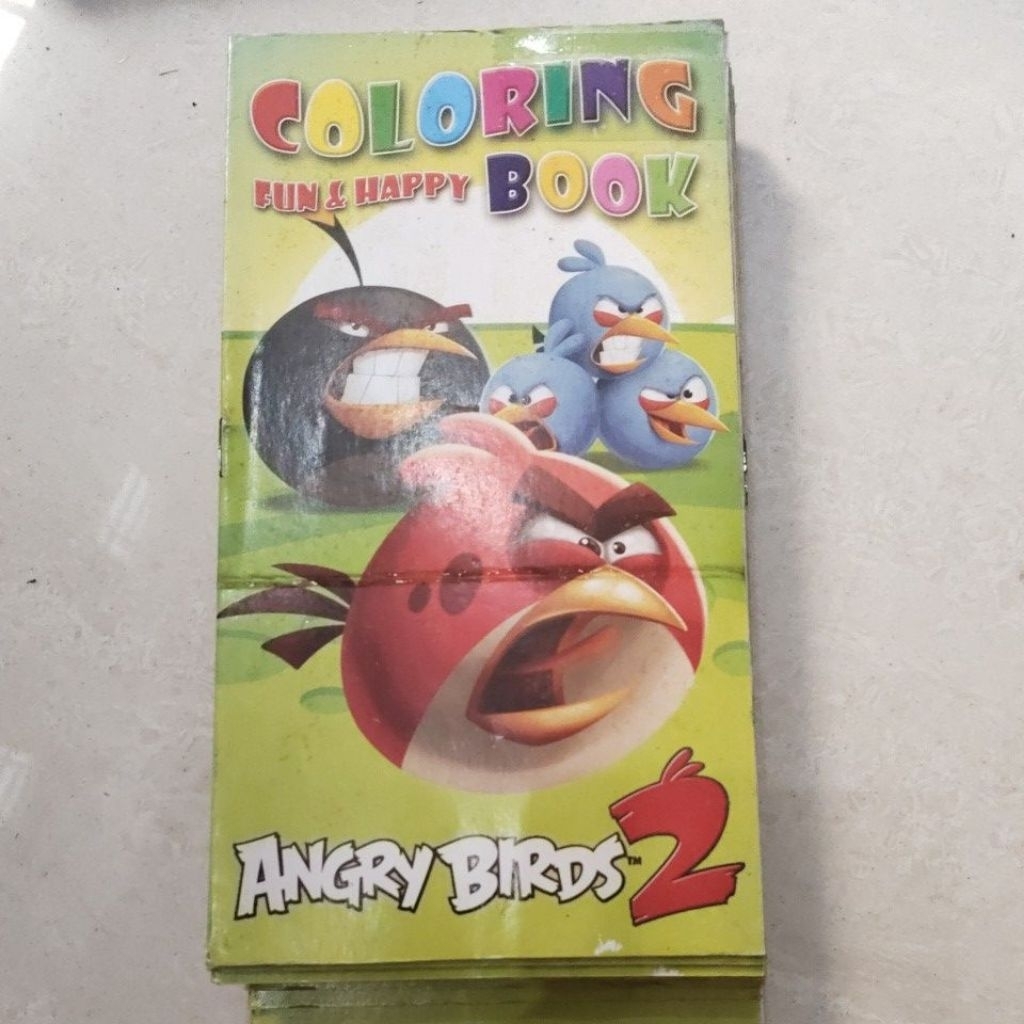 COLORING
FUN & HAPPY BOOK
ANGRY BIRDS™ 2